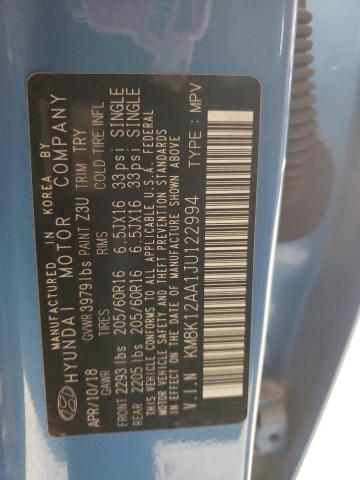 MANUFACTURED IN KOREA BY
HYUNDAI MOTOR COMPANY
APR/10/18 GVWR 3979 lbs PAINT Z3U TRIM TRY
GAWR TIRES RIMS COLD TIRE INFL
FRONT 2293 lbs 205/60R16 6.5JX16 33psi SINGLE
REAR 2205 lbs 205/60R16 6.5JX16 33psi SINGLE
THIS VEHICLE CONFORMS TO ALL APPLICABLE U.S.A. FEDERAL
MOTOR VEHICLE SAFETY AND THEFT PREVENTION STANDARDS
IN EFFECT ON THE DATE OF MANUFACTURE SHOWN ABOVE
V.I.N KM8K12AA1JU122994 TYPE : MPV